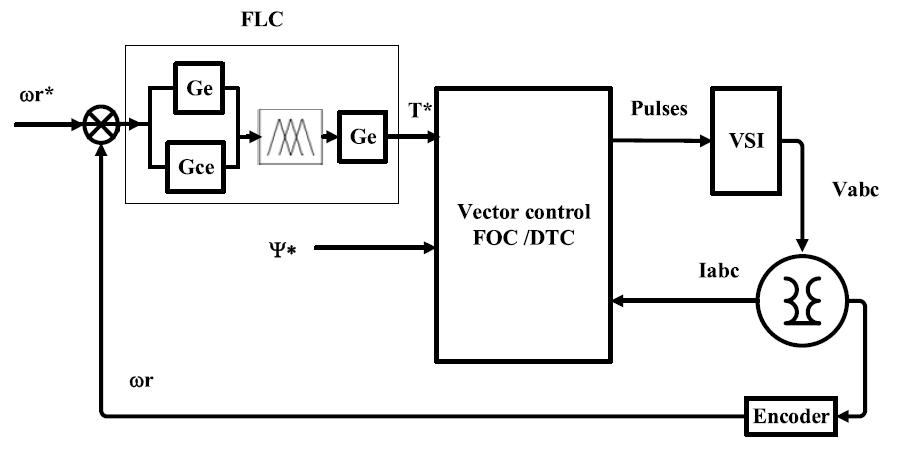 FLC
ωr*
Ge
Gce
Ge
T*
Ψ*
Vector control
FOC /DTC
Pulses
VSI
Vabc
Iabc
ωr
Encoder